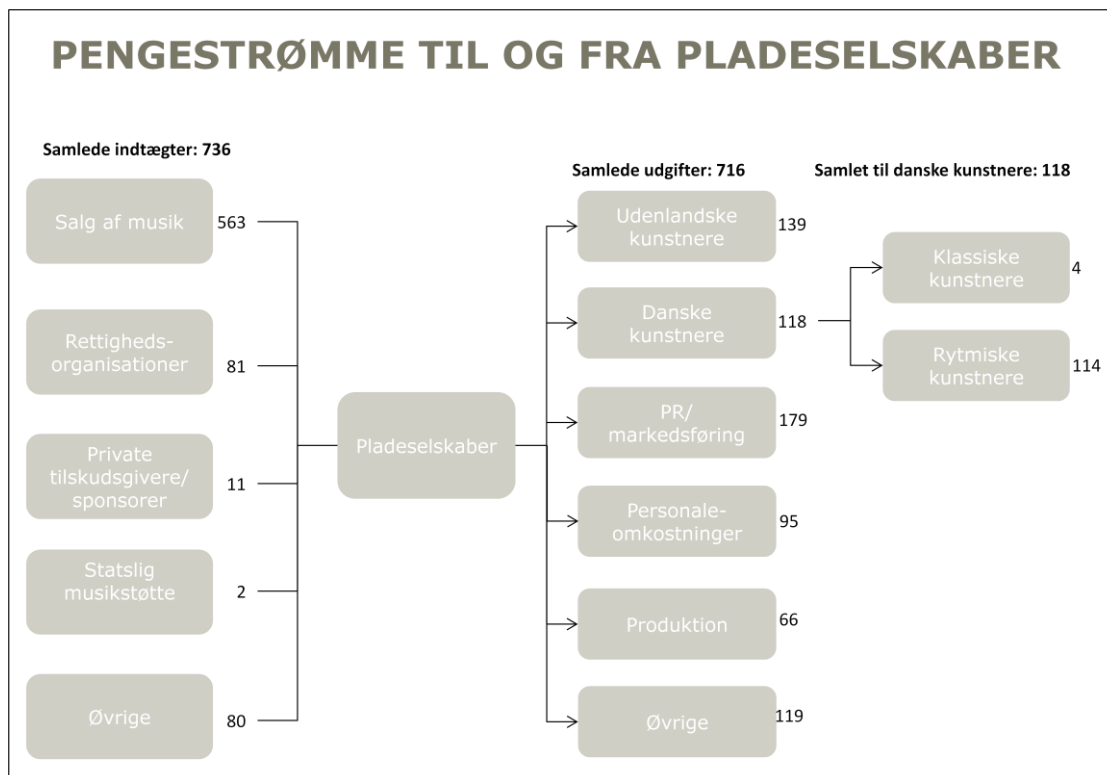 PENGESTRØMME TIL OG FRA PLADESELSKABER
Samlede indtægter: 736
Salg af musik
563
Rettigheds-
organisationer
81
Private
tilskudsgivere/
sponsorer
11
Statslig
musikstøtte
2
Øvrige
80
Pladeselskaber
Samlede udgifter: 716
Udenlandske
kunstnere
139
Danske
kunstnere
118
PR/
markedsføring
179
Personale-
omkostninger
95
Produktion
66
Øvrige
119
Samlet til danske kunstnere: 118
Klassiske
kunstnere
4
Rytmiske
kunstnere
114